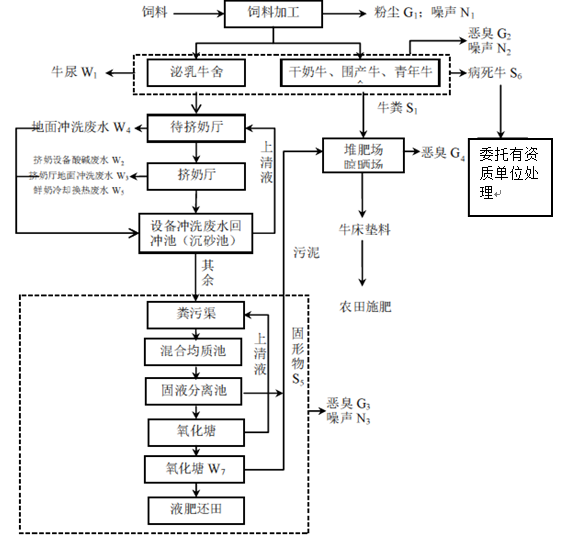 饲料
饲料加工
粉尘 G1；噪声 N1
恶臭 G2
噪声 N2
牛尿 W1
泌乳牛舍
干奶牛、围产牛、青年牛
病死牛 S6
牛粪 S1
地面冲洗废水 W4
待挤奶厅
上清液
堆肥场
晾晒场
恶臭 G4
委托有资质单位处理
挤奶设备酸碱废水 W2
挤奶厅地面冲洗废水 W3
鲜奶冷却换热废水 W5
挤奶厅
设备冲洗废水回
冲池（沉砂池）
牛床垫料
污泥
其余
农田施肥
粪污渠
混合均质池
上清液
固形物 S5
固液分离池
恶臭 G3
噪声 N3
氧化塘
氧化塘 W7
液肥还田